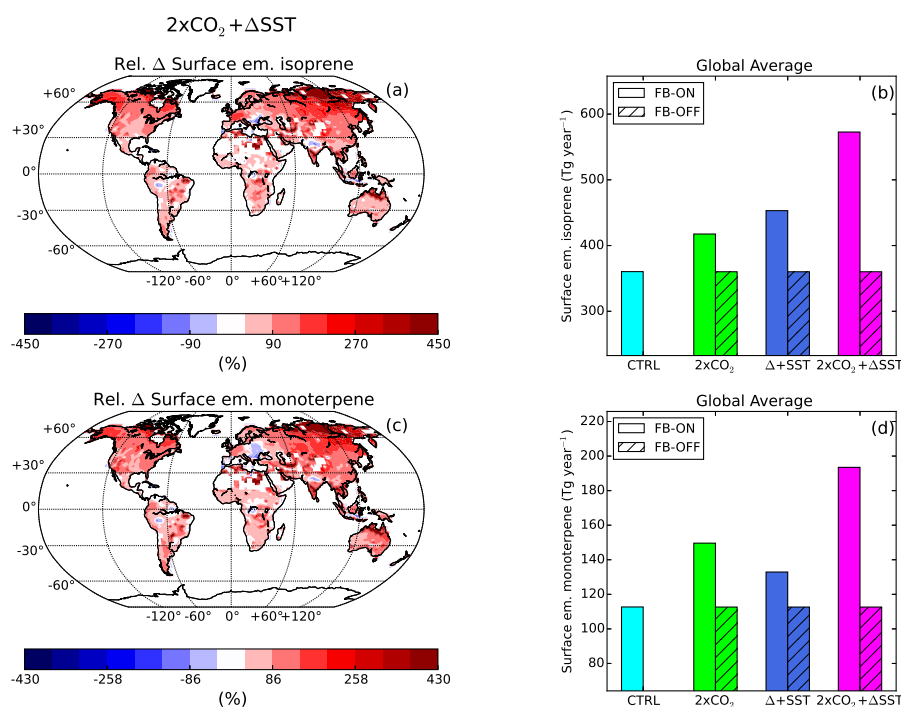 2xCO₂+ΔSST
Rel. Δ Surface em. isoprene
(a)
+60°
+30°
0°
-30°
-60°
-120° -60° 0° +60° +120°
-450 -270 -90 90 270 450
(%)
Global Average
(b)
FB-ON
FB-OFF
Surface em. isoprene (Tg year⁻¹)
600
500
400
300
CTRL 2xCO₂ Δ+SST 2xCO₂+ΔSST
Rel. Δ Surface em. monoterpene
(c)
+60°
+30°
0°
-30°
-60°
-120° -60° 0° +60° +120°
-430 -258 -86 86 258 430
(%)
Global Average
(d)
FB-ON
FB-OFF
Surface em. monoterpene (Tg year⁻¹)
220
200
180
160
140
120
100
80
CTRL 2xCO₂ Δ+SST 2xCO₂+ΔSST